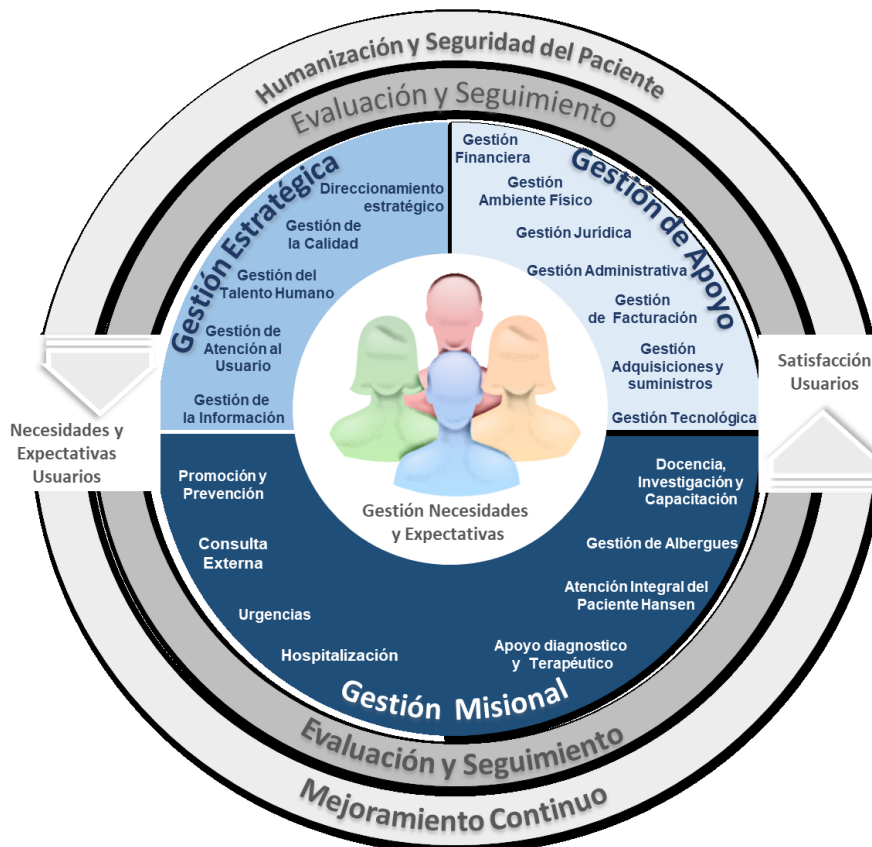 Humanización y Seguridad del Paciente
Evaluación y Seguimiento
Gestión Estratégica
Direccionamiento
estratégico
Gestión de
la Calidad
Gestión del
Talento Humano
Gestión de
Atención al
Usuario
Gestión de
la Información
Gestión de Apoyo
Gestión
Financiera
Gestión
Ambiente Físico
Gestión Jurídica
Gestión Administrativa
Gestión
de Facturación
Gestión
Adquisiciones y
suministros
Gestión Tecnológica
Necesidades y
Expectativas
Usuarios
Satisfacción
Usuarios
Gestión Necesidades
y Expectativas
Promoción y
Prevención
Consulta
Externa
Urgencias
Hospitalización
Docencia,
Investigación y
Capacitación
Gestión de Albergues
Atención Integral del
Paciente Hansen
Apoyo diagnostico
y Terapéutico
Gestión Misional
Evaluación y Seguimiento
Mejoramiento Continuo